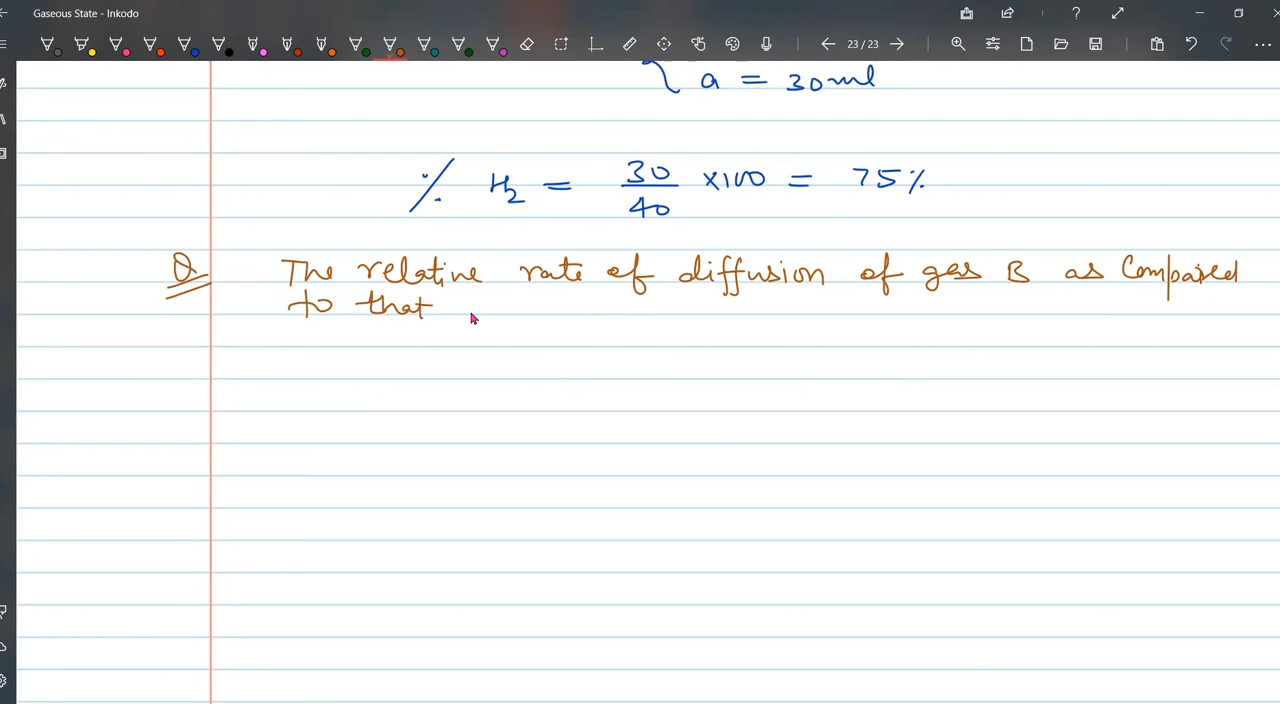 Gaseous State - Inkodo
23 / 23
a = 30ml
% H₂ = 30/40 ×100 = 75%
Q. The relative rate of diffusion of gas B as Compared
to that